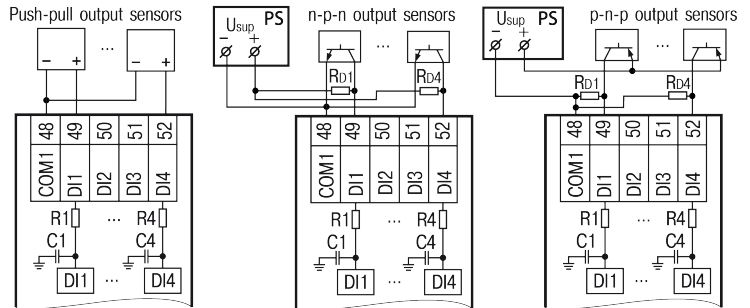 Push-pull output sensors
− + ... − +
48 49 50 51 52
COM1 DI1 DI2 DI3 DI4
R1 ... R4
C1 C4
DI1 ... DI4
Usup PS
− +
n-p-n output sensors
...
RD1 RD4
48 49 50 51 52
COM1 DI1 DI2 DI3 DI4
R1 ... R4
C1 C4
DI1 ... DI4
Usup PS
− +
p-n-p output sensors
...
RD1 RD4
48 49 50 51 52
COM1 DI1 DI2 DI3 DI4
R1 ... R4
C1 C4
DI1 ... DI4